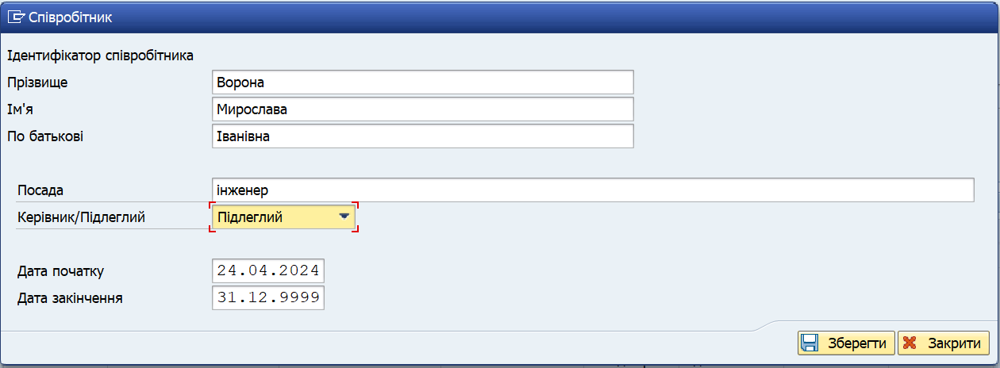 Співробітник
Ідентифікатор співробітника
Прізвище Ворона
Ім'я Мирослава
По батькові Іванівна
Посада інженер
Керівник/Підлеглий Підлеглий
Дата початку 24.04.2024
Дата закінчення 31.12.9999
Зберегти Закрити